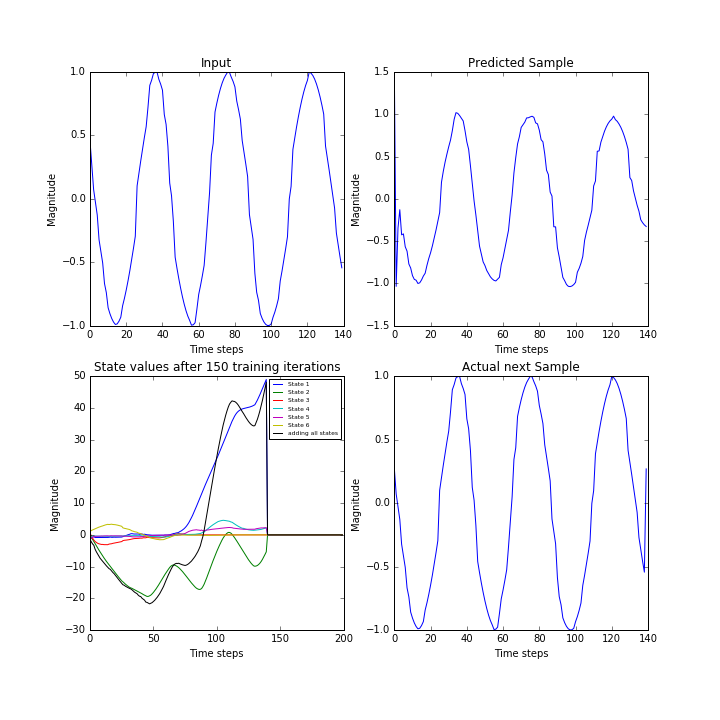 Input
1.0
0.5
0.0
−0.5
−1.0
Magnitude
0 20 40 60 80 100 120 140
Time steps
Predicted Sample
1.5
1.0
0.5
0.0
−0.5
−1.0
−1.5
Magnitude
0 20 40 60 80 100 120 140
Time steps
State values after 150 training iterations
50
40
30
20
10
0
−10
−20
−30
Magnitude
State 1
State 2
State 3
State 4
State 5
State 6
adding all states
0 50 100 150 200
Time steps
Actual next Sample
1.0
0.5
0.0
−0.5
−1.0
Magnitude
0 20 40 60 80 100 120 140
Time steps